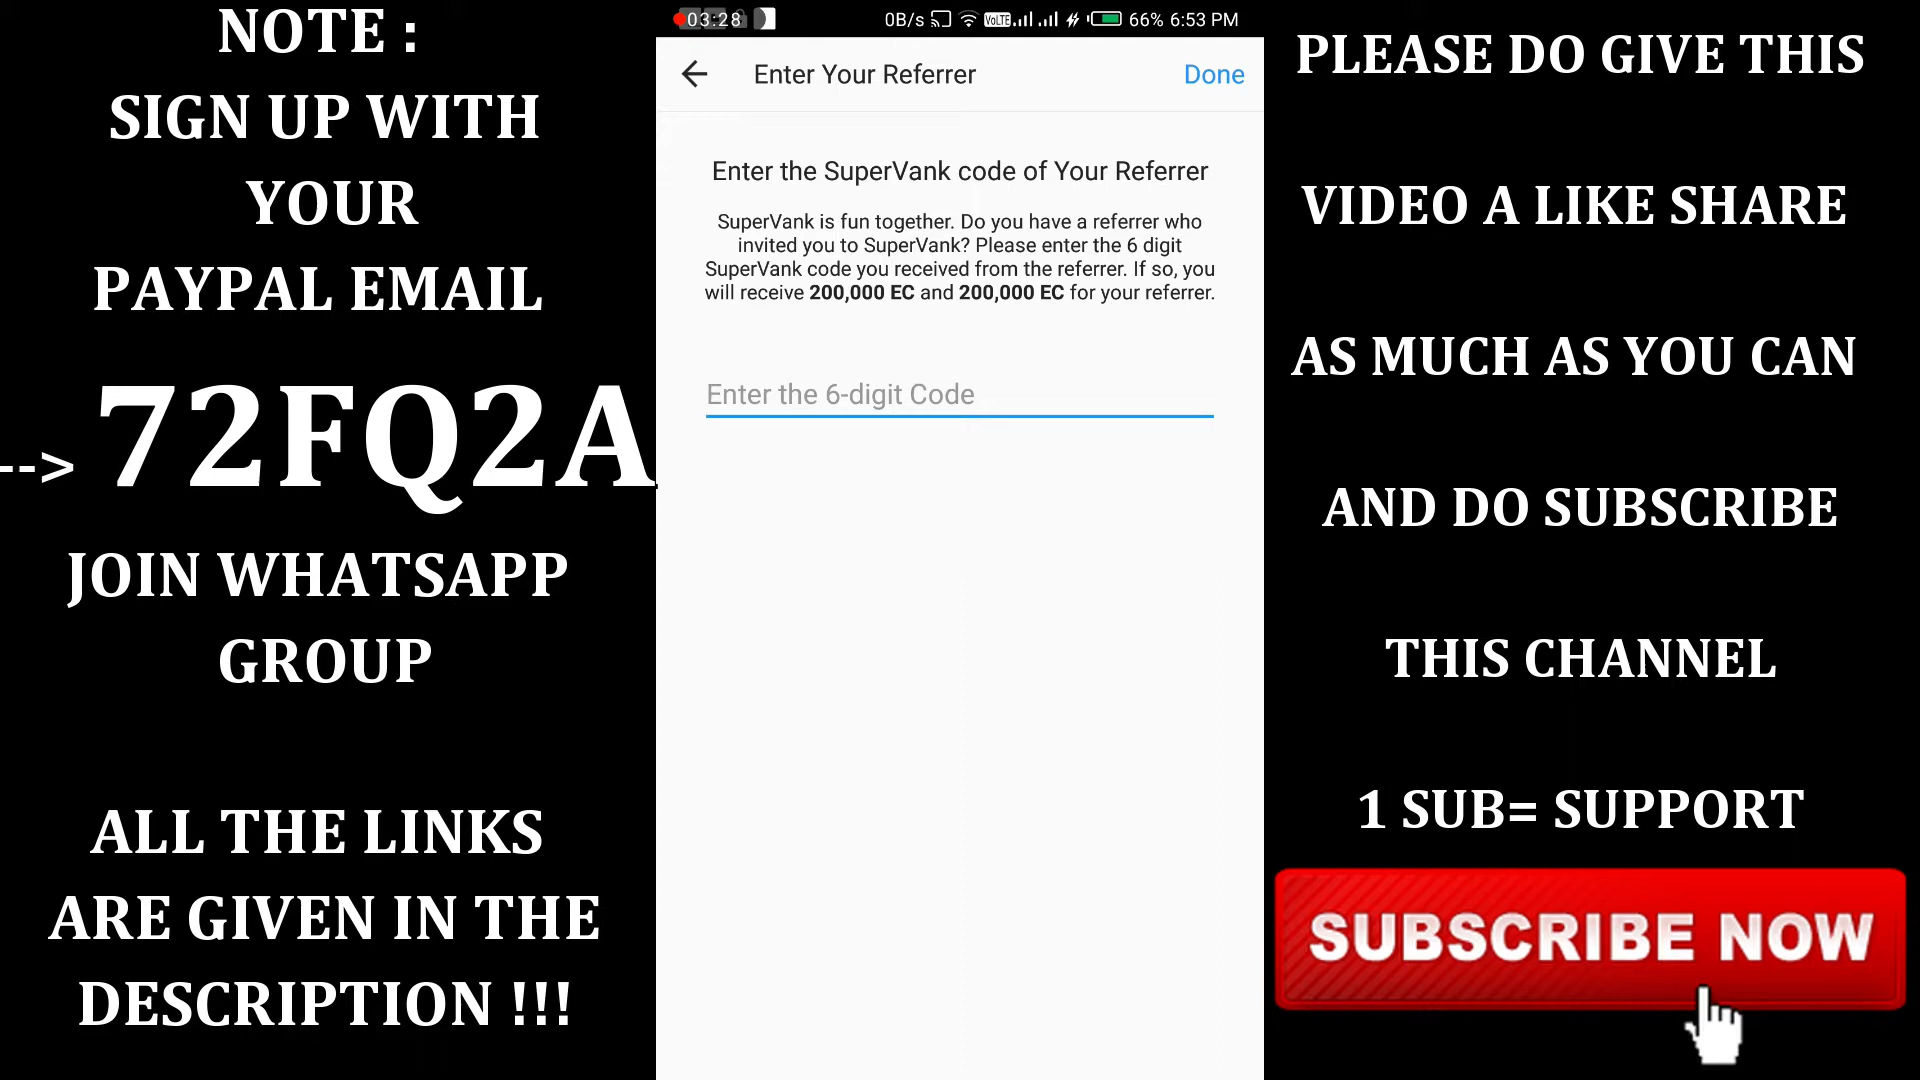 NOTE :
SIGN UP WITH
YOUR
PAYPAL EMAIL
--> 72FQ2A
JOIN WHATSAPP
GROUP
ALL THE LINKS
ARE GIVEN IN THE
DESCRIPTION !!!
03:28 0B/s VoLTE 66% 6:53 PM
Enter Your Referrer Done
Enter the SuperVank code of Your Referrer
SuperVank is fun together. Do you have a referrer who
invited you to SuperVank? Please enter the 6 digit
SuperVank code you received from the referrer. If so, you
will receive 200,000 EC and 200,000 EC for your referrer.
Enter the 6-digit Code
PLEASE DO GIVE THIS
VIDEO A LIKE SHARE
AS MUCH AS YOU CAN
AND DO SUBSCRIBE
THIS CHANNEL
1 SUB= SUPPORT
SUBSCRIBE NOW